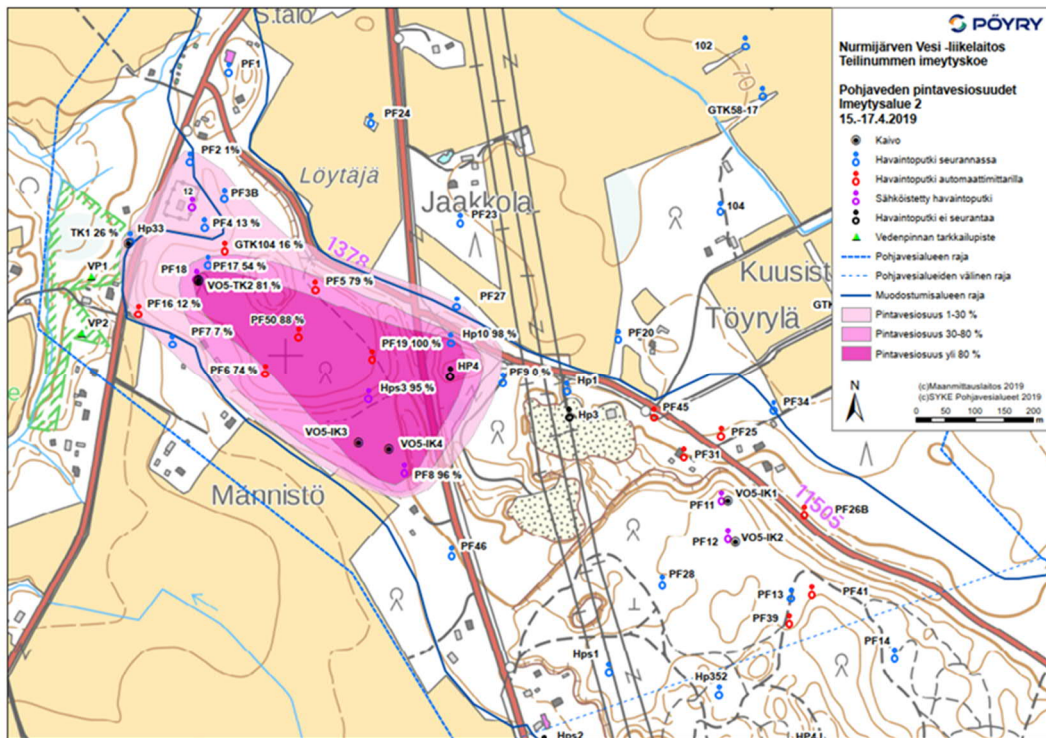 PÖYRY
Nurmijärven Vesi -liikelaitos
Teilinummen imeytyskoe
Pohjaveden pintavesiosuudet
Imeytysalue 2
15.-17.4.2019
Kaivo
Havaintoputki seurannassa
Havaintoputki automaattimittarilla
Sähköistetty havaintoputki
Havaintoputki ei seurantaa
Vedenpinnan tarkkailupiste
Pohjavesialueen raja
Pohjavesialueiden välinen raja
Muodostumisalueen raja
Pintavesiosuus 1-30 %
Pintavesiosuus 30-80 %
Pintavesiosuus yli 80 %
N
(c)Maanmittauslaitos 2019
(c)SYKE Pohjavesialueet 2019
0 50 100 150 200
m
S.talo
PF1
102
70
GTK58-17
PF24
PF2 1%
Löytäjä
PF3B
12
Jaakkola
104
PF23
PF4 13 %
TK1 26 %
Hp33
GTK104 16 %
1378
PF17 54 %
PF18
VP1
VO5-TK2 81 %
PF5 79 %
Kuusist
GTK
PF27
PF16 12 %
Töyrylä
PF50 88 %
VP2
PF7 7 %
PF20
Hp10 98 %
PF19 100 %
PF6 74 %
HP4
PF9 0 %
Hp1
Hps3 95 %
Hp3
PF45
PF34
PF25
VO5-IK3
VO5-IK4
PF31
PF8 96 %
Männistö
VO5-IK1
PF11
11505
PF26B
PF12
VO5-IK2
PF46
PF28
PF13
PF41
PF39
PF14
Hps1
Hp352
Hps2
HP4L